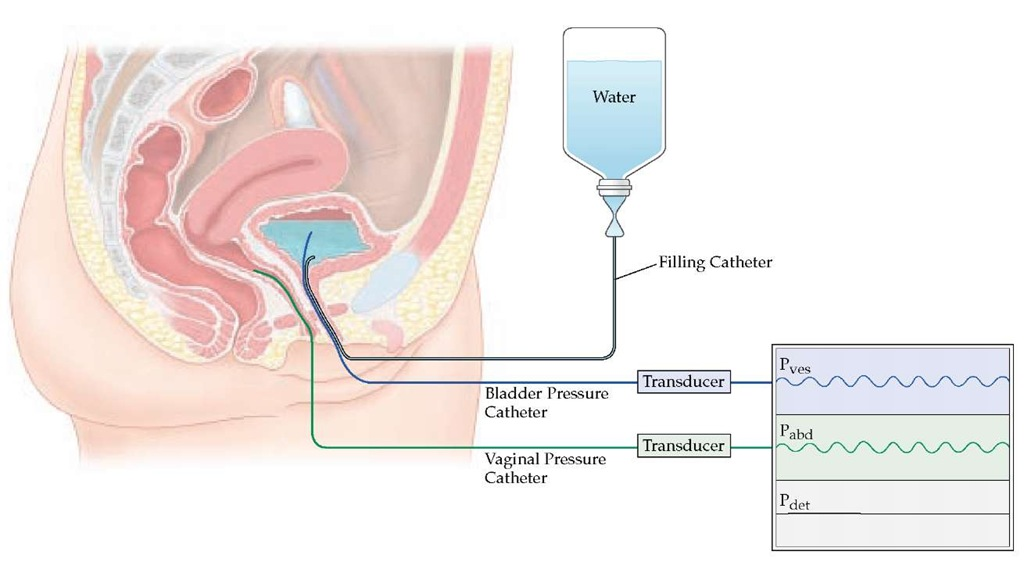 Water
Filling Catheter
Bladder Pressure
Catheter
Transducer
Vaginal Pressure
Catheter
Transducer
Pves
Pabd
Pdet